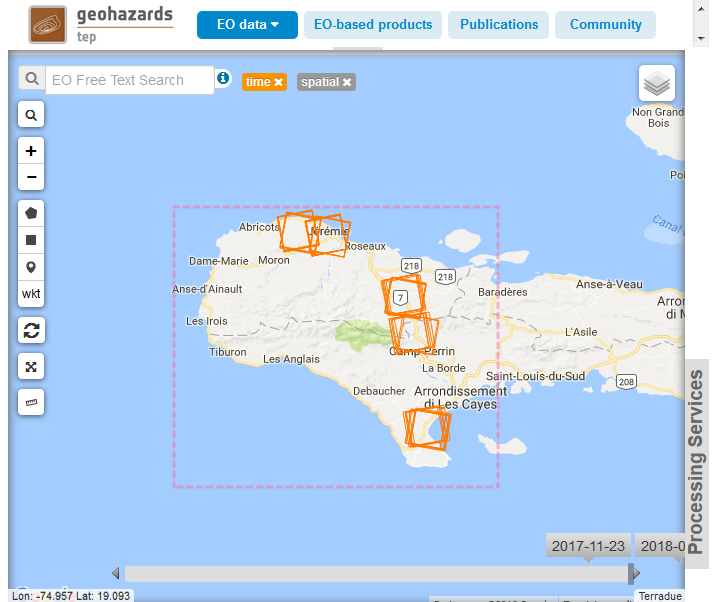 geohazards
tep
EO data
EO-based products
Publications
Community
EO Free Text Search
i
time ✖
spatial ✖
Non Grand
Bois
+
−
wkt
Canal
Abricots
Jérémie
Roseaux
Dame-Marie
Moron
218
218
Anse-d'Ainault
7
Baradères
Anse-à-Veau
Les Irois
L'Asile
Tiburon
Les Anglais
Camp-Perrin
La Borde
Saint-Louis-du-Sud
208
Debaucher
Arrondissement
di Les Cayes
Processing Services
2017-11-23
2018-0
Lon: -74.957 Lat: 19.093
Terradue